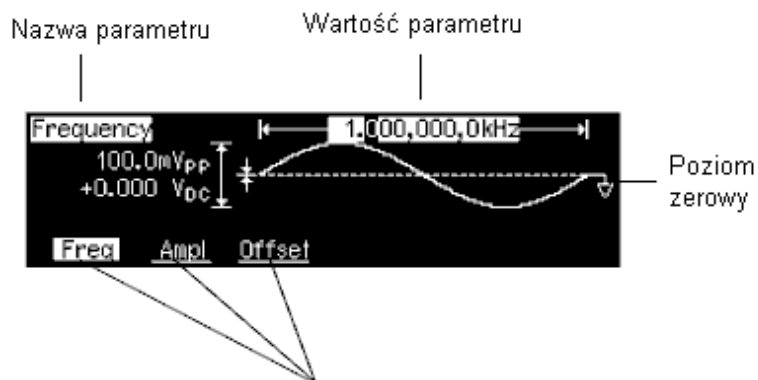 Nazwa parametru
Wartość parametru
Frequency
1.000,000,0kHz
100.0mVPP
+0.000 VDC
Poziom
zerowy
Freq Ampl Offset